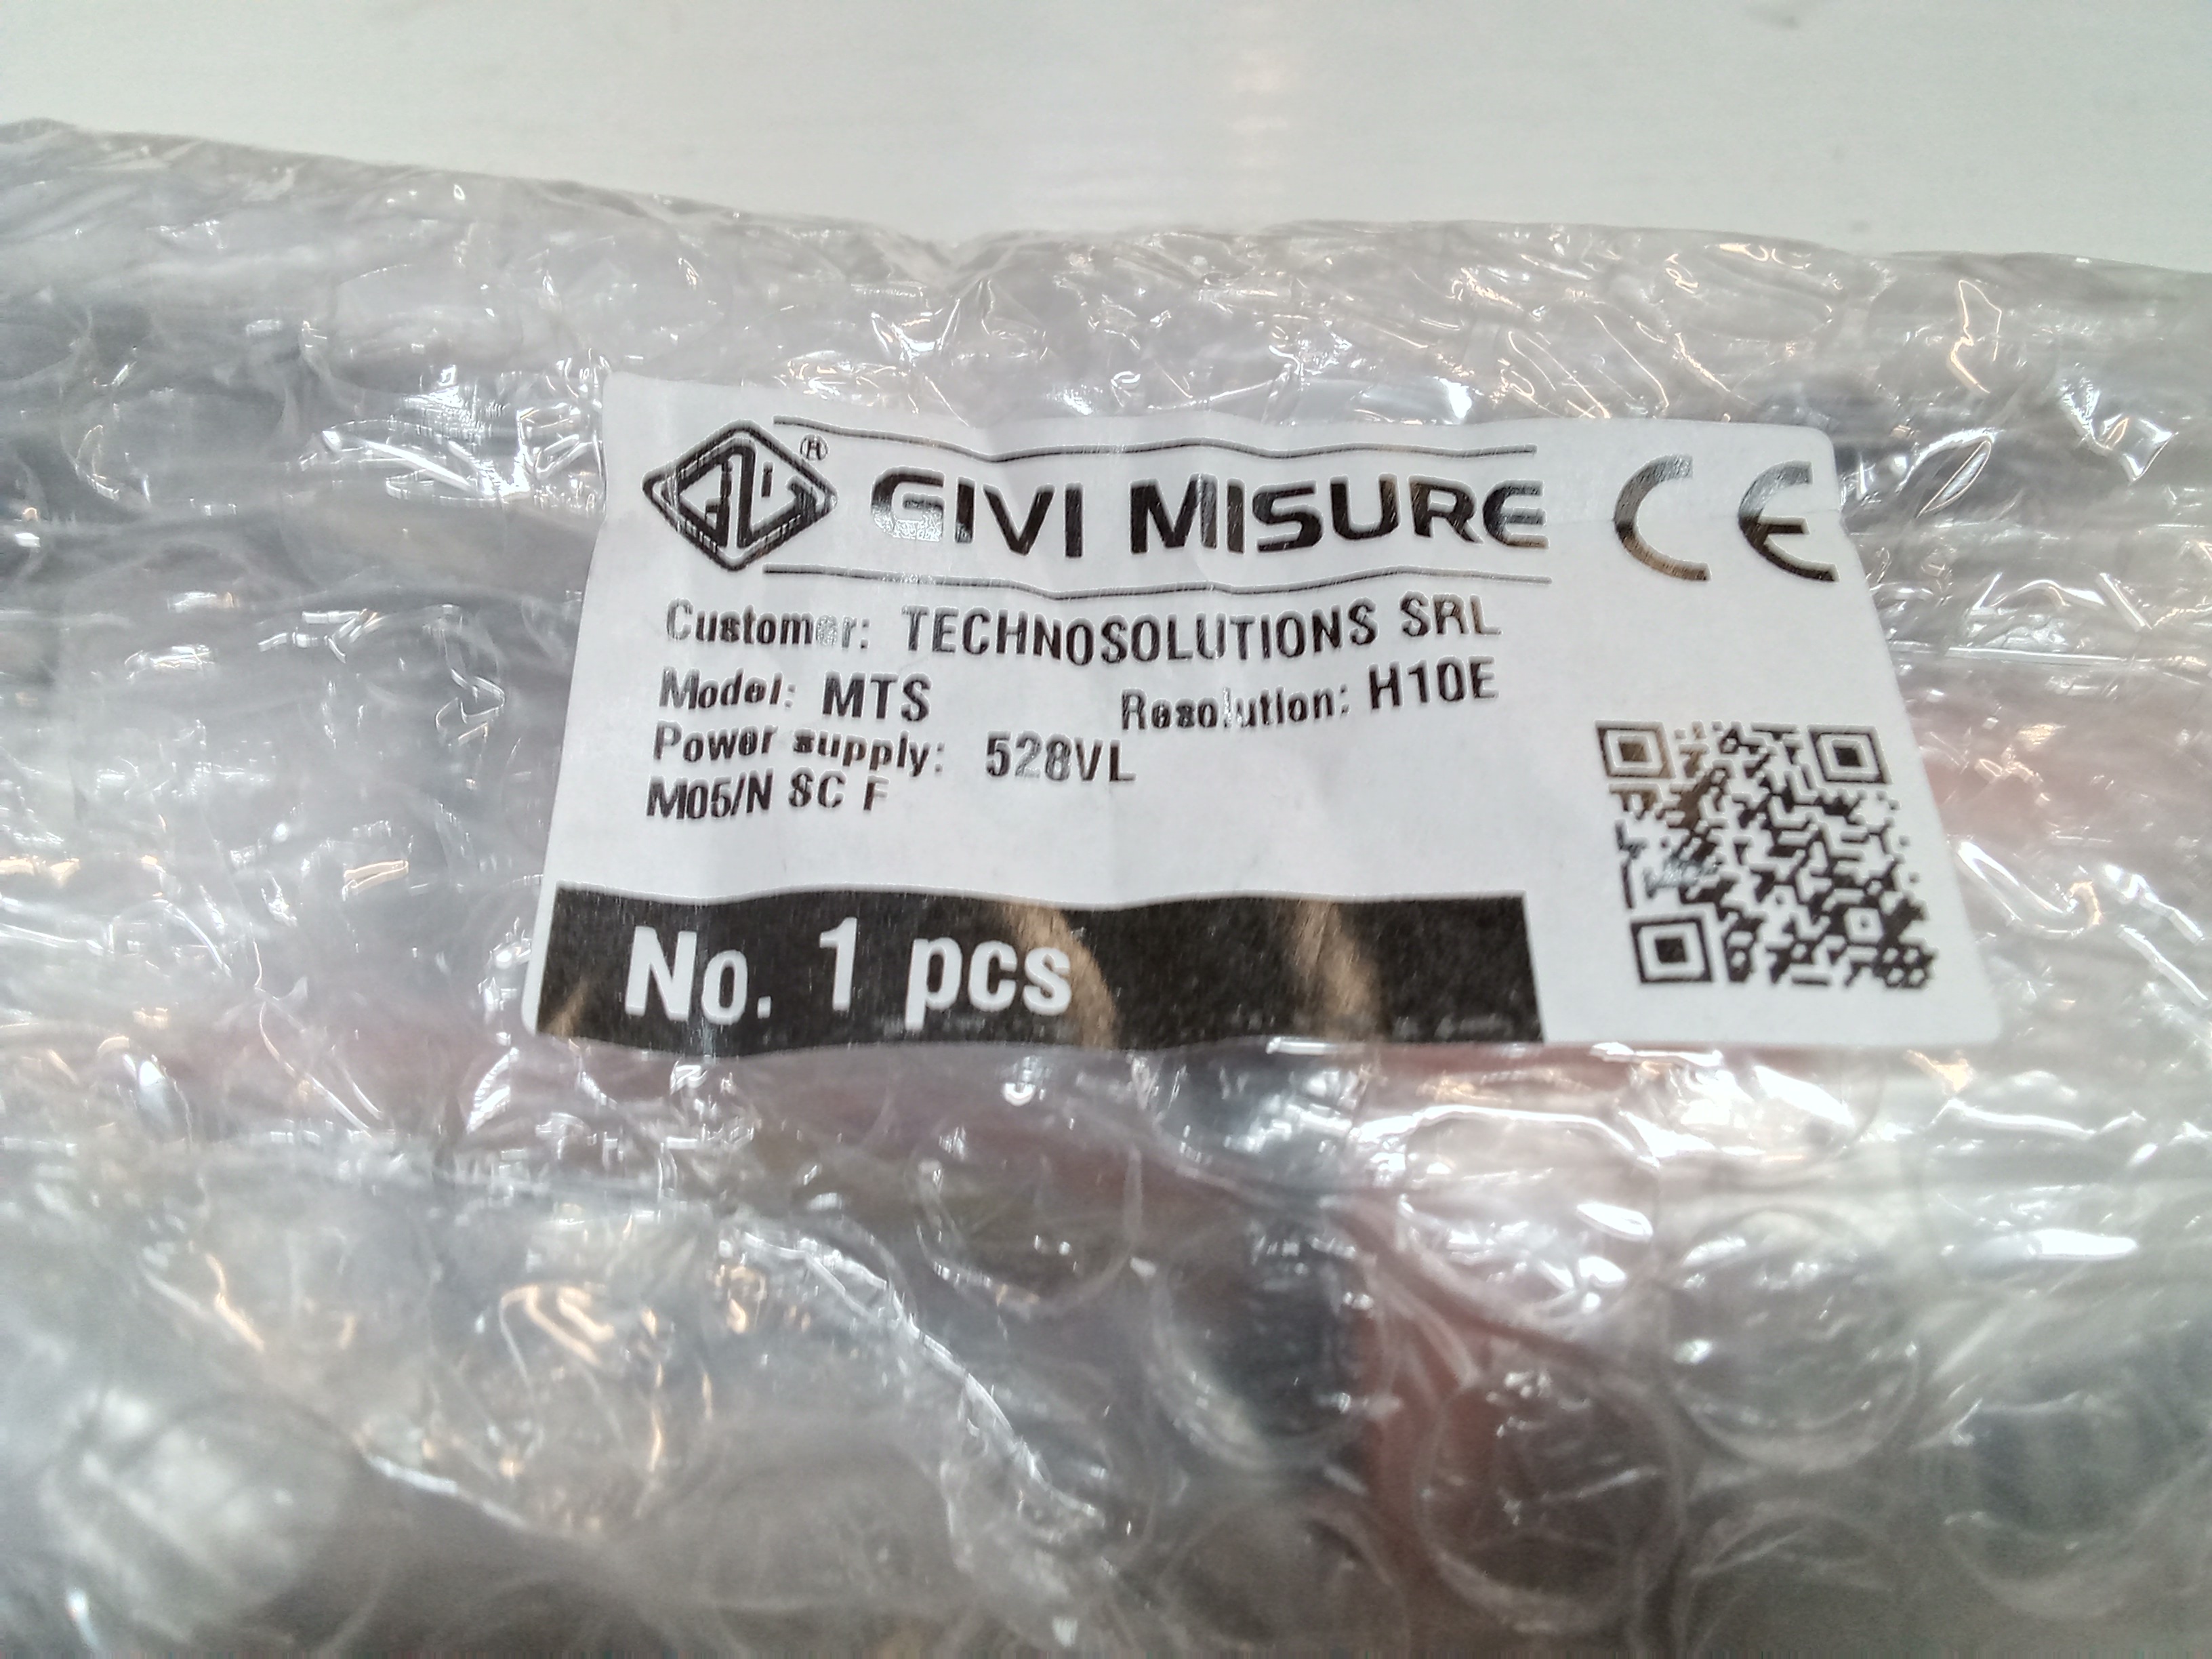 ® GIVI MISURE CE
Customer: TECHNOSOLUTIONS SRL
Model: MTS Resolution: H10E
Power supply: 528VL
M05/N SC F
No. 1 pcs